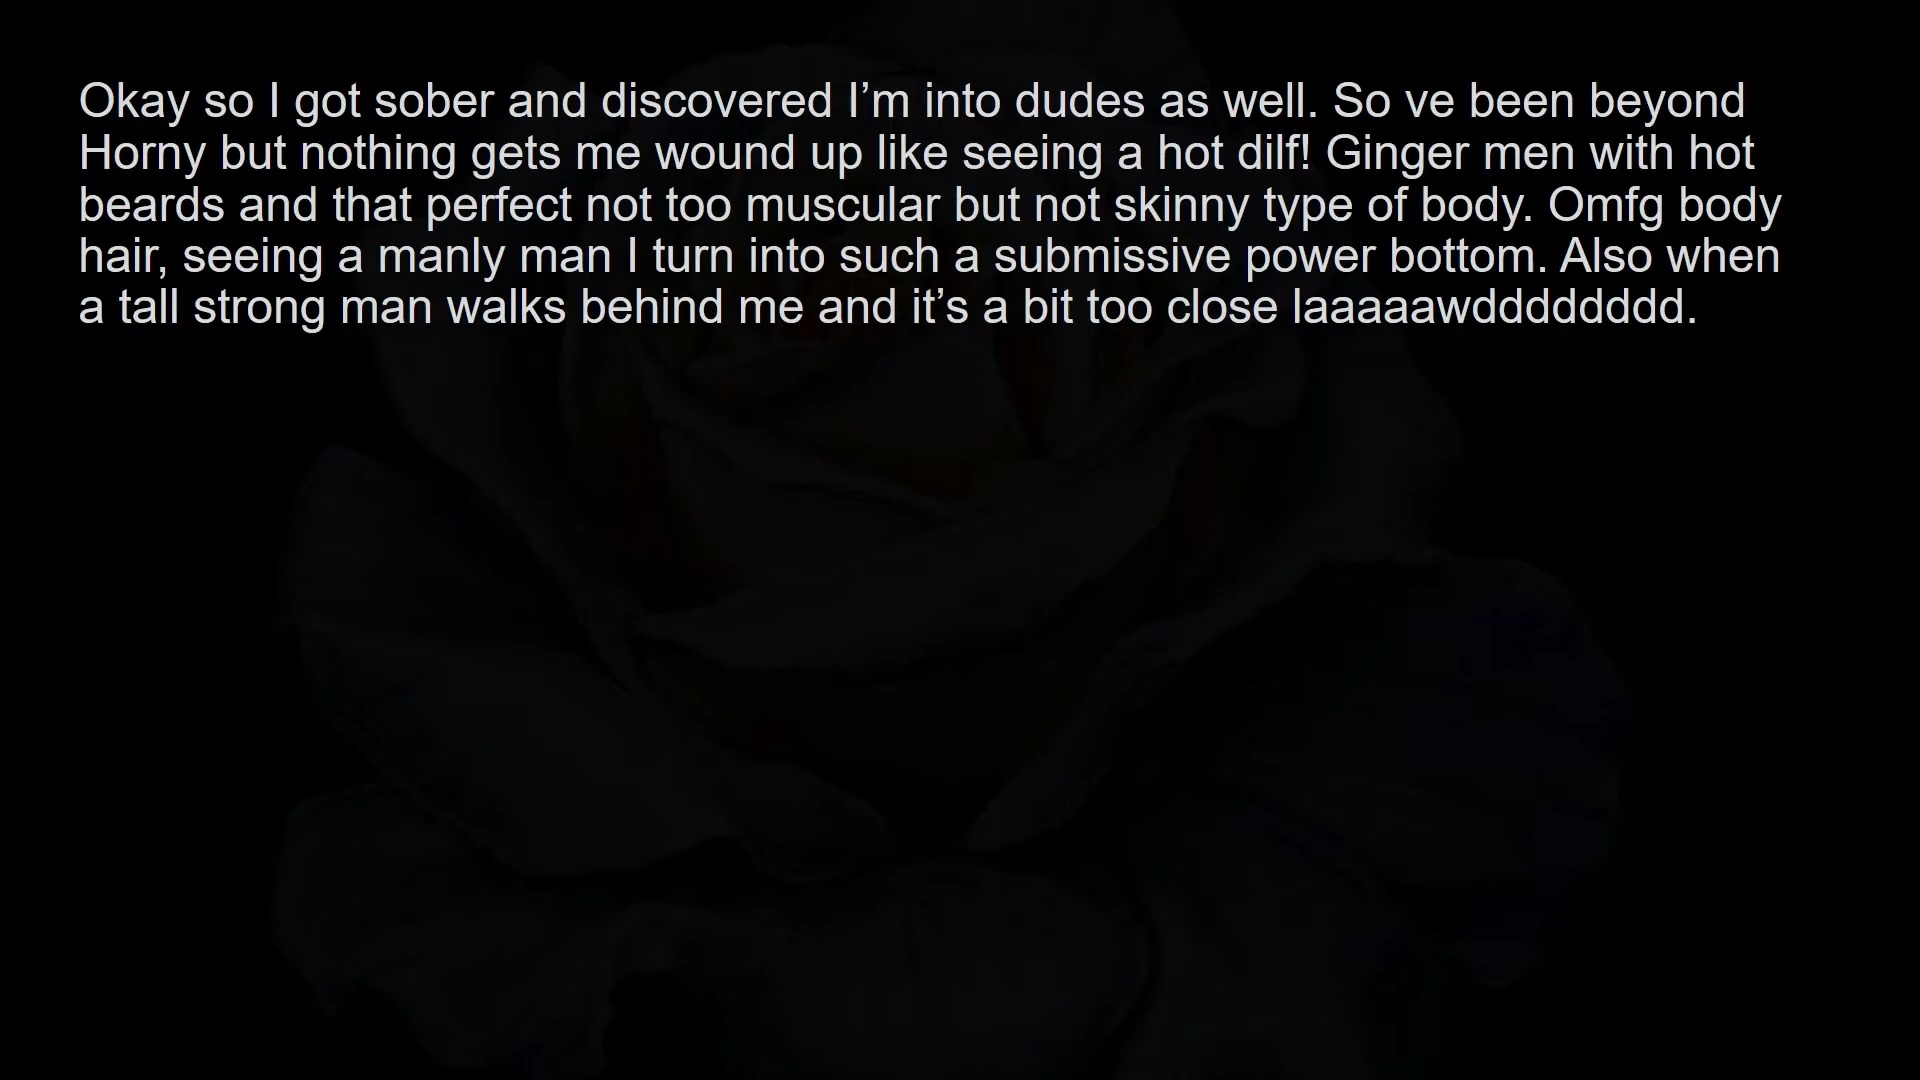 Okay so I got sober and discovered I’m into dudes as well. So ve been beyond
Horny but nothing gets me wound up like seeing a hot dilf! Ginger men with hot
beards and that perfect not too muscular but not skinny type of body. Omfg body
hair, seeing a manly man I turn into such a submissive power bottom. Also when
a tall strong man walks behind me and it’s a bit too close laaaaawdddddddd.